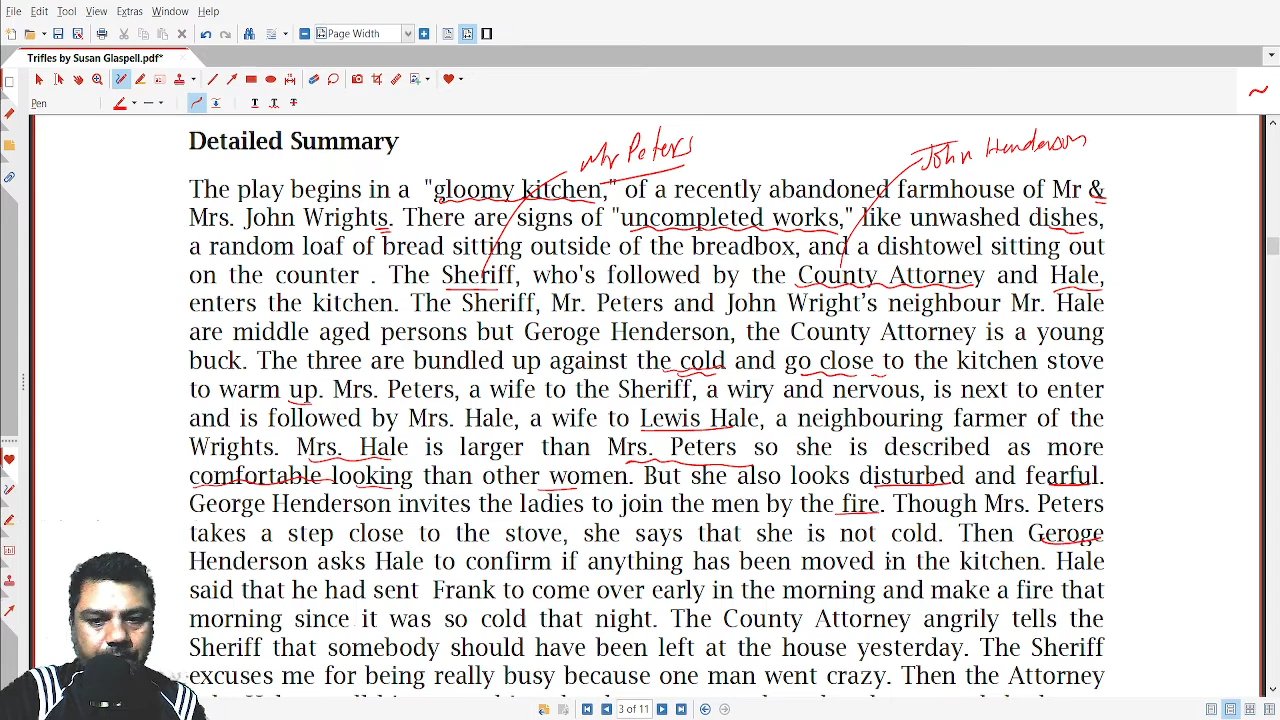 File Edit Tool View Extras Window Help
Page Width
Trifles by Susan Glaspell.pdf*
Pen
T T T
Detailed Summary
Mr Peters
John Henderson
The play begins in a "gloomy kitchen," of a recently abandoned farmhouse of Mr &
Mrs. John Wrights. There are signs of "uncompleted works," like unwashed dishes,
a random loaf of bread sitting outside of the breadbox, and a dishtowel sitting out
on the counter . The Sheriff, who's followed by the County Attorney and Hale,
enters the kitchen. The Sheriff, Mr. Peters and John Wright's neighbour Mr. Hale
are middle aged persons but Geroge Henderson, the County Attorney is a young
buck. The three are bundled up against the cold and go close to the kitchen stove
to warm up. Mrs. Peters, a wife to the Sheriff, a wiry and nervous, is next to enter
and is followed by Mrs. Hale, a wife to Lewis Hale, a neighbouring farmer of the
Wrights. Mrs. Hale is larger than Mrs. Peters so she is described as more
comfortable looking than other women. But she also looks disturbed and fearful.
George Henderson invites the ladies to join the men by the fire. Though Mrs. Peters
takes a step close to the stove, she says that she is not cold. Then Geroge
Henderson asks Hale to confirm if anything has been moved in the kitchen. Hale
said that he had sent Frank to come over early in the morning and make a fire that
morning since it was so cold that night. The County Attorney angrily tells the
Sheriff that somebody should have been left at the house yesterday. The Sheriff
excuses me for being really busy because one man went crazy. Then the Attorney
3 of 11